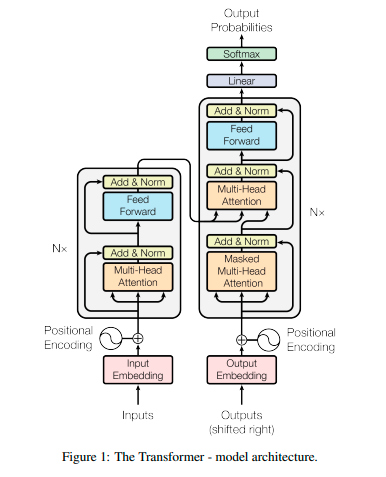 Output
Probabilities
Softmax
Linear
Add & Norm
Feed
Forward
Add & Norm
Multi-Head
Attention
Add & Norm
Masked
Multi-Head
Attention
N×
Add & Norm
Feed
Forward
Add & Norm
Multi-Head
Attention
N×
Positional
Encoding
Positional
Encoding
Input
Embedding
Output
Embedding
Inputs
Outputs
(shifted right)
Figure 1: The Transformer - model architecture.